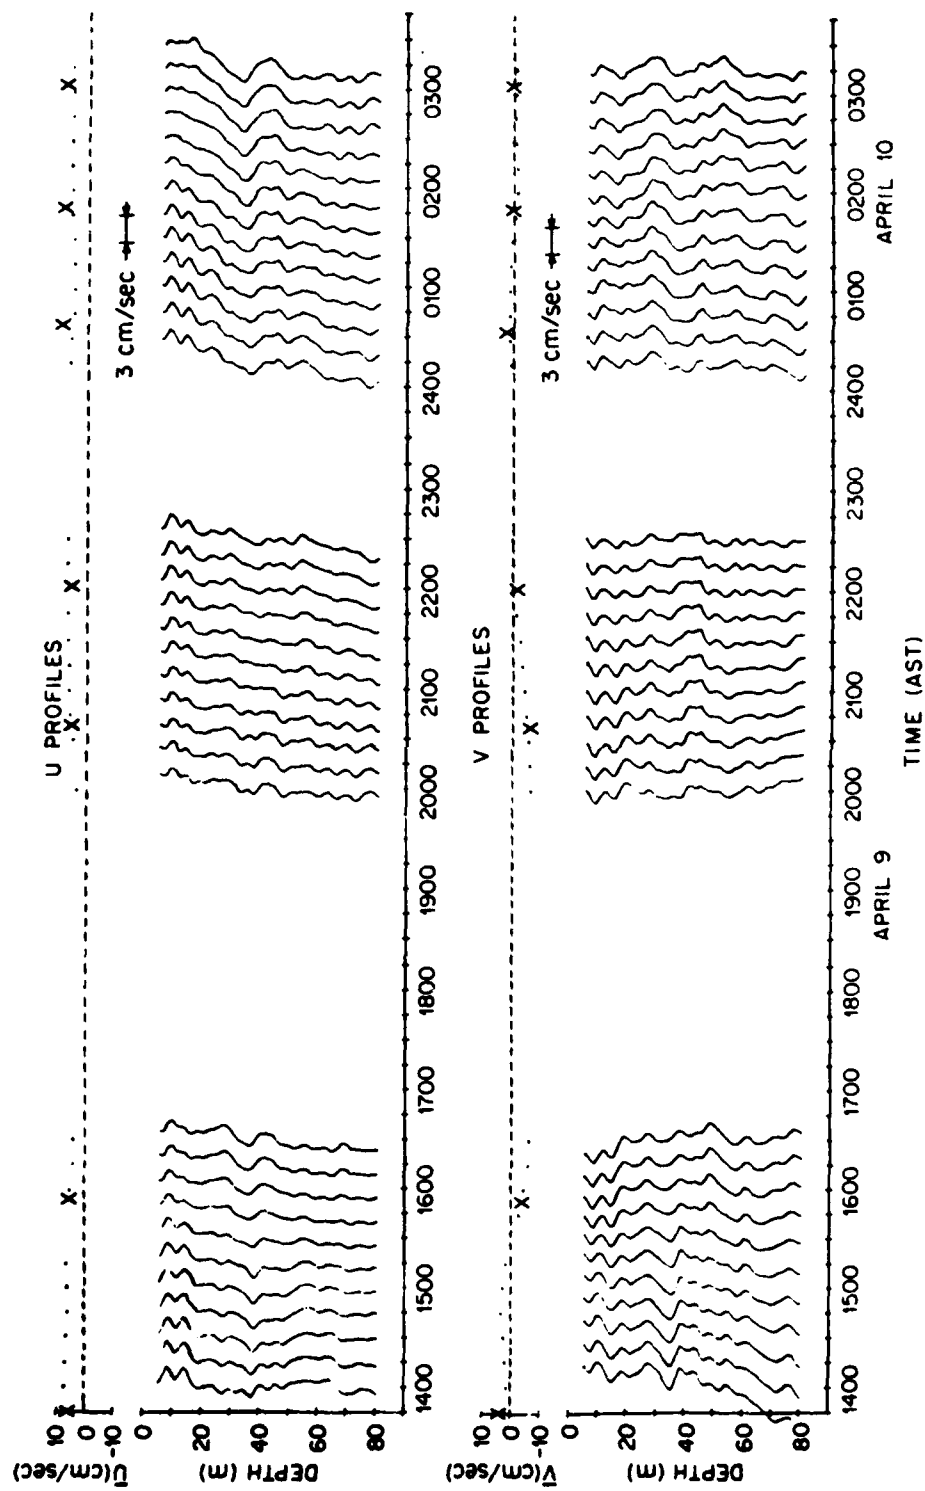 U PROFILES
10
0
-10
U̅(cm/sec)
3 cm/sec
0
20
40
60
80
DEPTH (m)
1400 1500 1600 1700 1800 1900 2000 2100 2200 2300 2400 0100 0200 0300
V PROFILES
10
0
-10
V̅(cm/sec)
3 cm/sec
0
20
40
60
80
DEPTH (m)
1400 1500 1600 1700 1800 1900 2000 2100 2200 2300 2400 0100 0200 0300
APRIL 9 APRIL 10
TIME (AST)